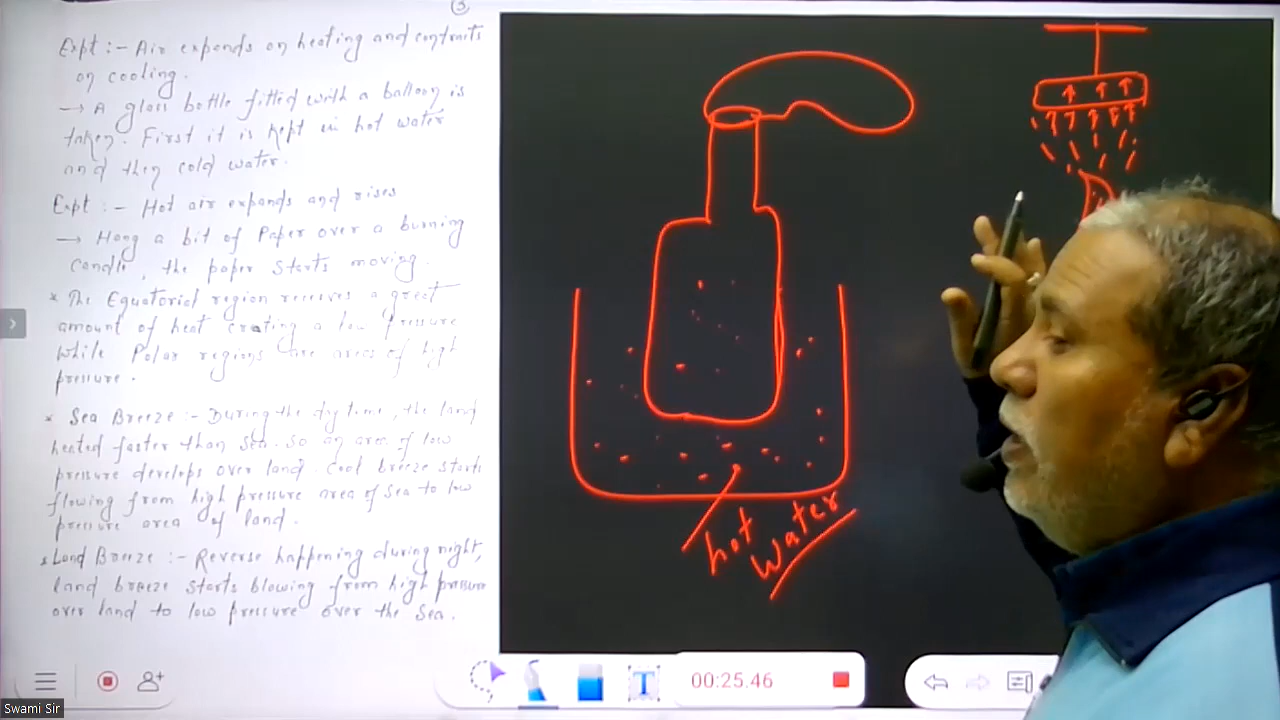 3
Expt :- Air expands on heating and contracts
on cooling.
→ A glass bottle fitted with a balloon is
taken. First it is kept in hot water
and then cold water.
Expt :- Hot air expands and rises
→ Hang a bit of Paper over a burning
Candle, the paper starts moving.
* The Equatorial region receives a great
amount of heat creating a low pressure
while Polar regions are areas of high
pressure.
* Sea Breeze :- During the day time, the land
heated faster than sea. So an area of low
pressure develops over land. Cool breeze starts
flowing from high pressure area of sea to low
pressure area of land.
* Land Breeze :- Reverse happening during night,
land breeze starts blowing from high pressure
over land to low pressure over the sea.
hot
water
T
00:25.46
Swami Sir